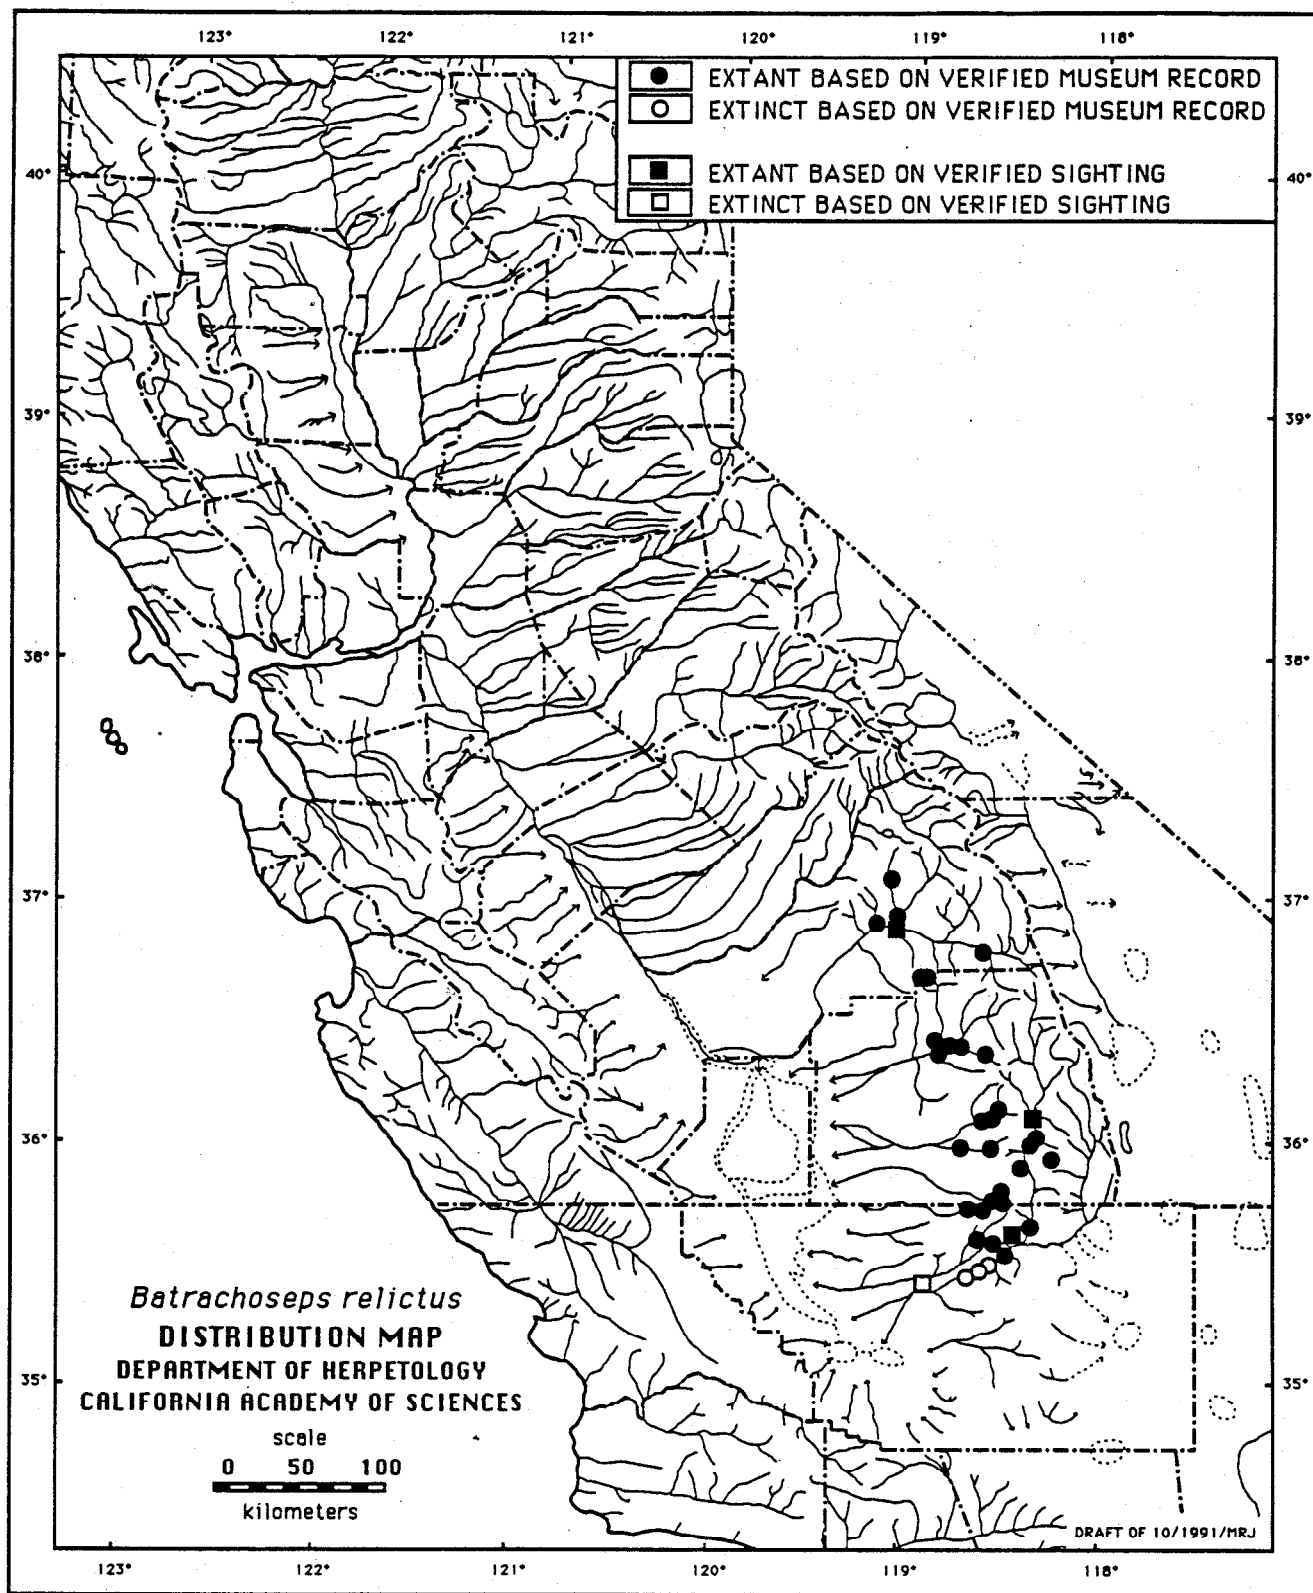 123° 122° 121° 120° 119° 118°
EXTANT BASED ON VERIFIED MUSEUM RECORD
EXTINCT BASED ON VERIFIED MUSEUM RECORD
EXTANT BASED ON VERIFIED SIGHTING
EXTINCT BASED ON VERIFIED SIGHTING
40° 40°
39° 39°
38° 38°
37° 37°
36° 36°
35° 35°
Batrachoseps relictus
DISTRIBUTION MAP
DEPARTMENT OF HERPETOLOGY
CALIFORNIA ACADEMY OF SCIENCES
scale
0 50 100
kilometers
DRAFT OF 10/1991/MRJ
123° 122° 121° 120° 119° 118°